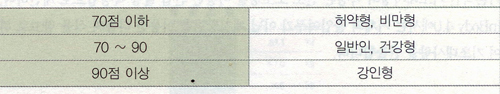 70점 이하 허약형, 비만형
70 ~ 90 일반인, 건강형
90점 이상 강인형